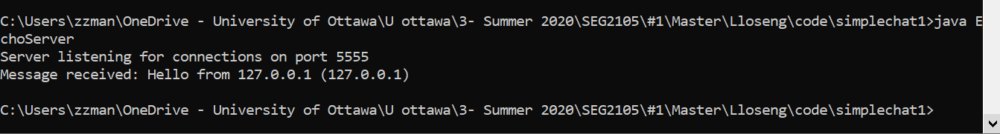 C:\Users\zzman\OneDrive - University of Ottawa\U ottawa\3- Summer 2020\SEG2105\#1\Master\Lloseng\code\simplechat1>java E
choServer
Server listening for connections on port 5555
Message received: Hello from 127.0.0.1 (127.0.0.1)
C:\Users\zzman\OneDrive - University of Ottawa\U ottawa\3- Summer 2020\SEG2105\#1\Master\Lloseng\code\simplechat1>